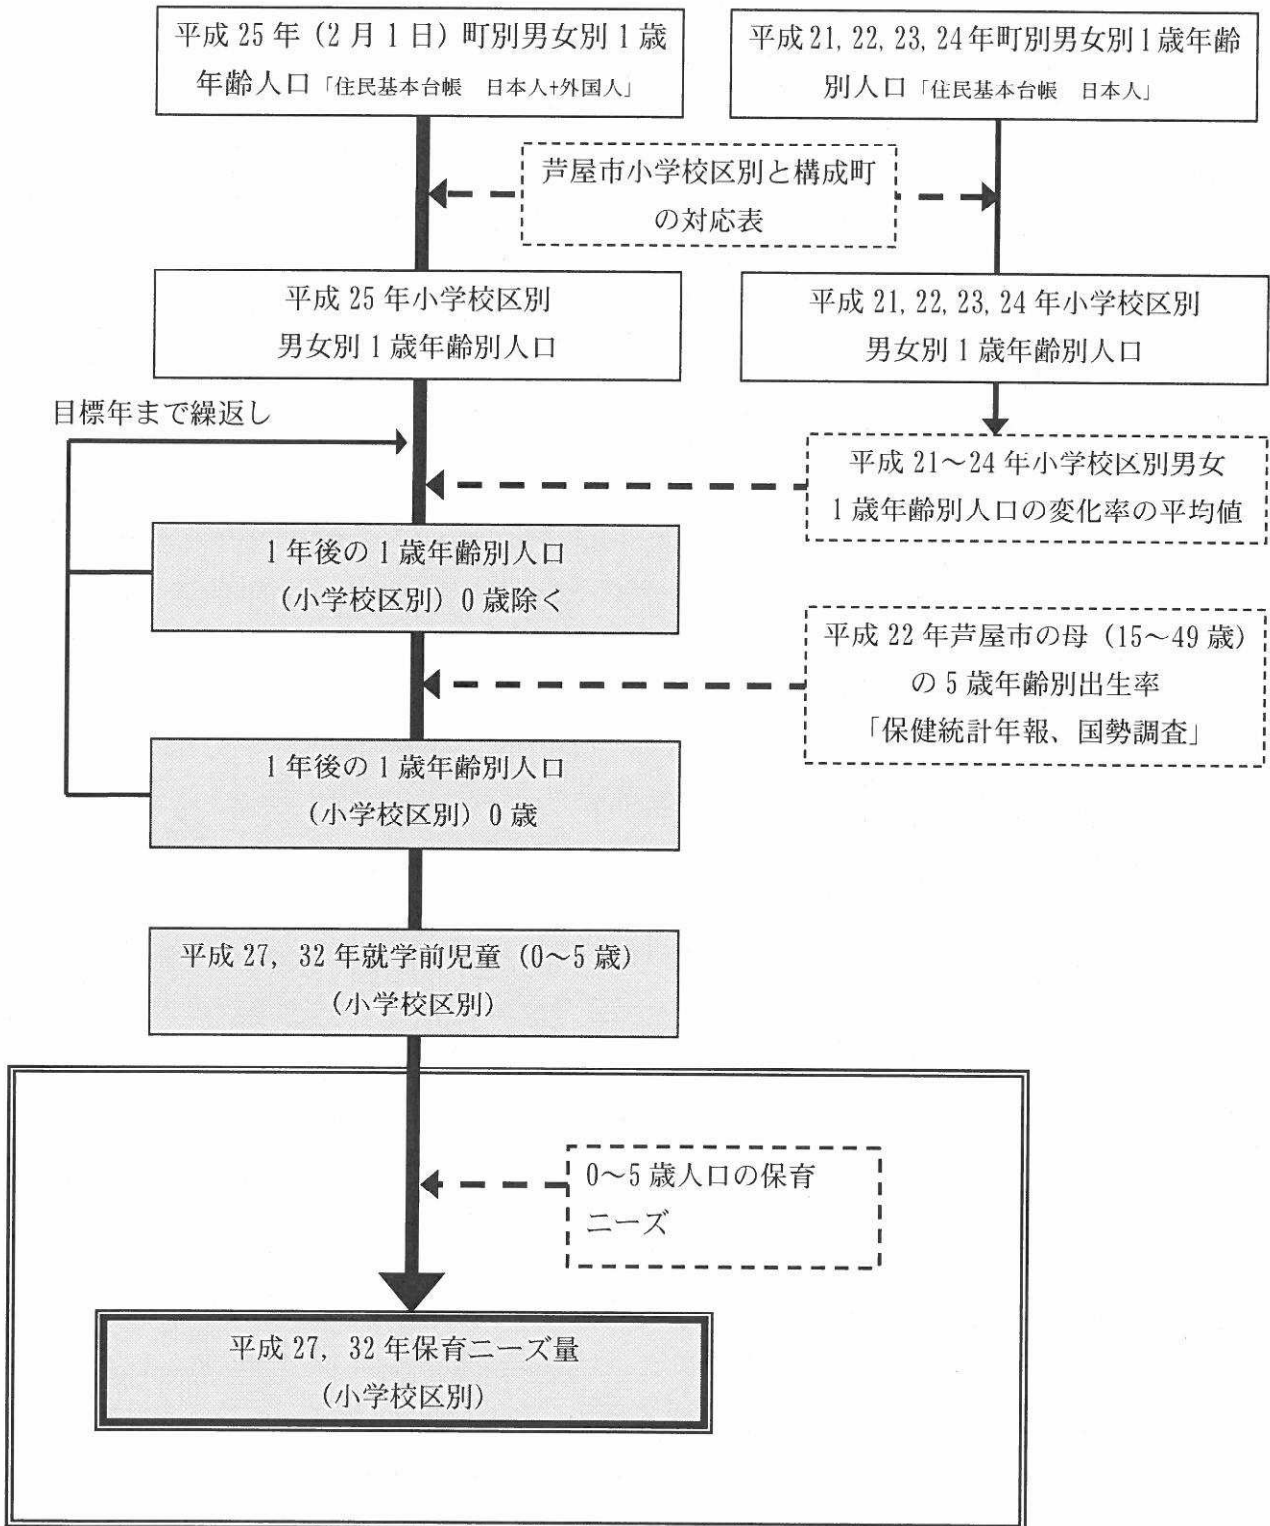 平成 25 年（2 月 1 日）町別男女別 1 歳
年齢人口「住民基本台帳　日本人+外国人」
平成 21, 22, 23, 24 年町別男女別 1 歳年齢
別人口「住民基本台帳　日本人」
芦屋市小学校区別と構成町
の対応表
平成 25 年小学校区別
男女別 1 歳年齢別人口
平成 21, 22, 23, 24 年小学校区別
男女別 1 歳年齢別人口
目標年まで繰返し
平成 21～24 年小学校区別男女
1 歳年齢別人口の変化率の平均値
1 年後の 1 歳年齢別人口
（小学校区別）0 歳除く
平成 22 年芦屋市の母（15～49 歳）
の 5 歳年齢別出生率
「保健統計年報、国勢調査」
1 年後の 1 歳年齢別人口
（小学校区別）0 歳
平成 27, 32 年就学前児童（0～5 歳）
（小学校区別）
0～5 歳人口の保育
ニーズ
平成 27, 32 年保育ニーズ量
（小学校区別）